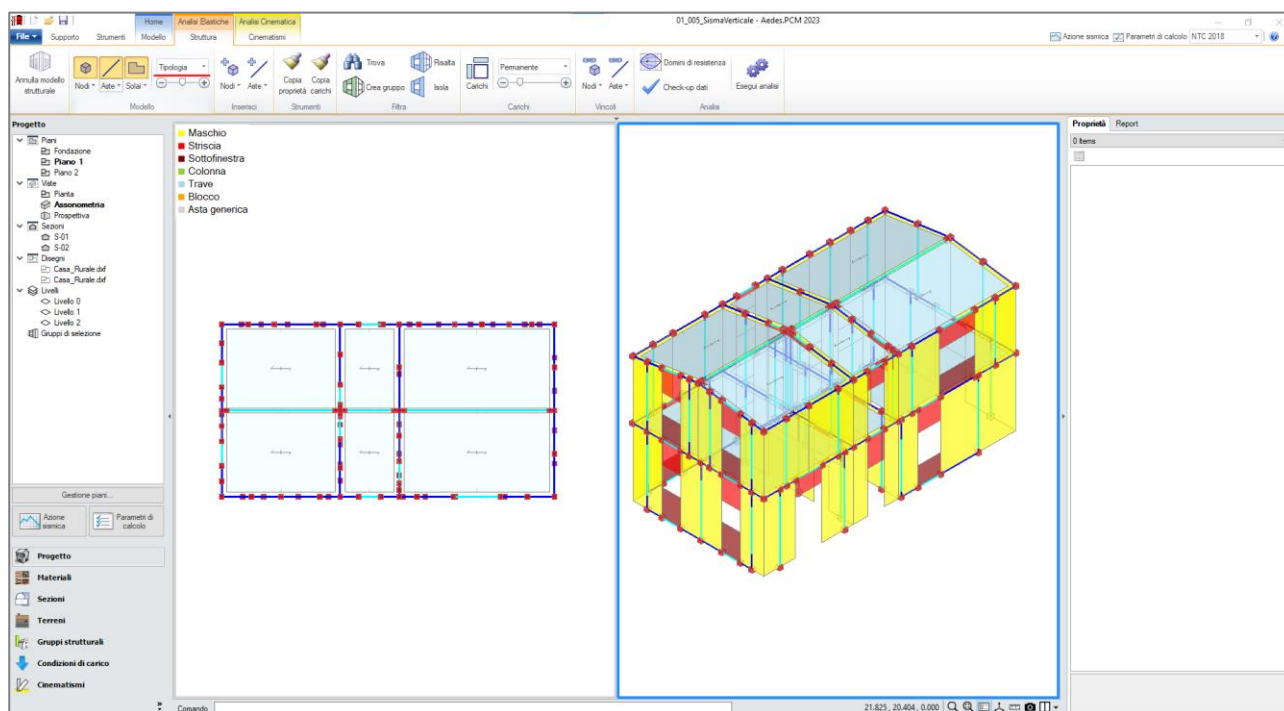 Home Analisi Elastiche Analisi Cinematica
01_005_SismaVerticale - Aedes.PCM 2023
File Supporto Strumenti Modello Struttura Cinematismi
Azione sismica Parametri di calcolo NTC 2018
Annulla modello strutturale
Nodi Aste Solai
Tipologia
Modello
Nodi Aste
Inserisci
Copia proprietà
Copia carichi
Strumenti
Trova
Crea gruppo
Risalta
Isola
Filtra
Carichi
Permanente
Carichi
Nodi Aste
Vincoli
Domini di resistenza
Check-up dati
Esegui analisi
Analisi
Progetto
Piani
Fondazione
Piano 1
Piano 2
Viste
Pianta
Assonometria
Prospettiva
Sezioni
S-01
S-02
Disegni
Casa_Rurale.dxf
Casa_Rurale.dxf
Livelli
Livello 0
Livello 1
Livello 2
Gruppi di selezione
Gestione piani...
Azione sismica
Parametri di calcolo
Progetto
Materiali
Sezioni
Terreni
Gruppi strutturali
Condizioni di carico
Cinematismi
Maschio
Striscia
Sottofinestra
Colonna
Trave
Blocco
Asta generica
Proprietà Report
0 Items
Comando
21.825 , 20.404 , 0.000